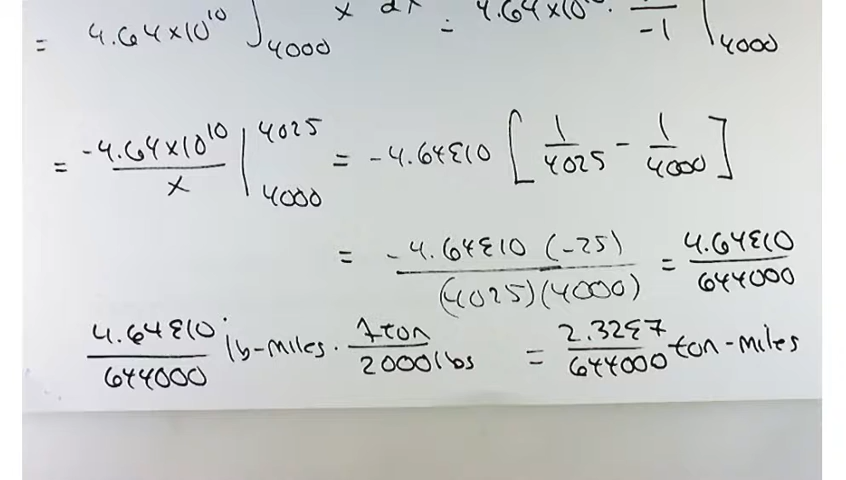 = 4.64×10^10 ∫_4000 x dx = 4.64×10^10 · /-1 |_4000
= -4.64×10^10/x |_4000^4025 = -4.64E10 [1/4025 - 1/4000]
= -4.64E10 (-25)/(4025)(4000) = 4.64E10/644000
4.64E10/644000 lb-miles · 1 ton/2000 lbs = 2.32E7/644000 ton-miles